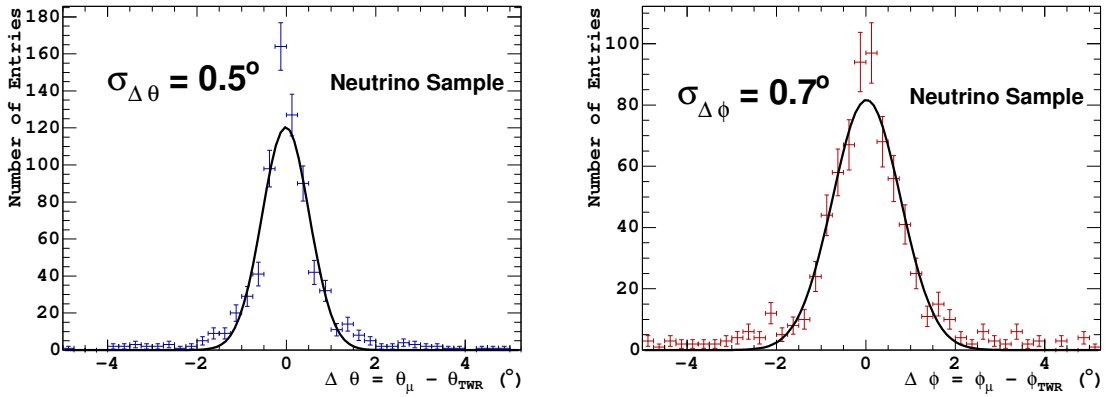 Number of Entries
180
160
140
120
100
80
60
40
20
0
σΔ θ = 0.5°
Neutrino Sample
−4 −2 0 2 4
Δ θ = θμ − θTWR (°)
Number of Entries
100
80
60
40
20
0
σΔ ϕ = 0.7°
Neutrino Sample
−4 −2 0 2 4
Δ ϕ = ϕμ − ϕTWR (°)